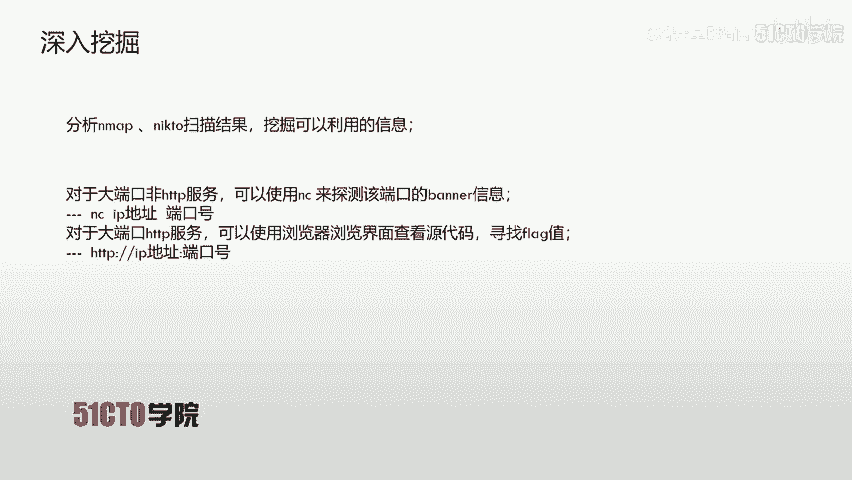 深入挖掘
51CTO学院
分析nmap 、nikto扫描结果，挖掘可以利用的信息；
对于大端口非http服务，可以使用nc 来探测该端口的banner信息；
--- nc ip地址 端口号
对于大端口http服务，可以使用浏览器浏览界面查看源代码，寻找flag值；
--- http://ip地址:端口号
51CTO学院